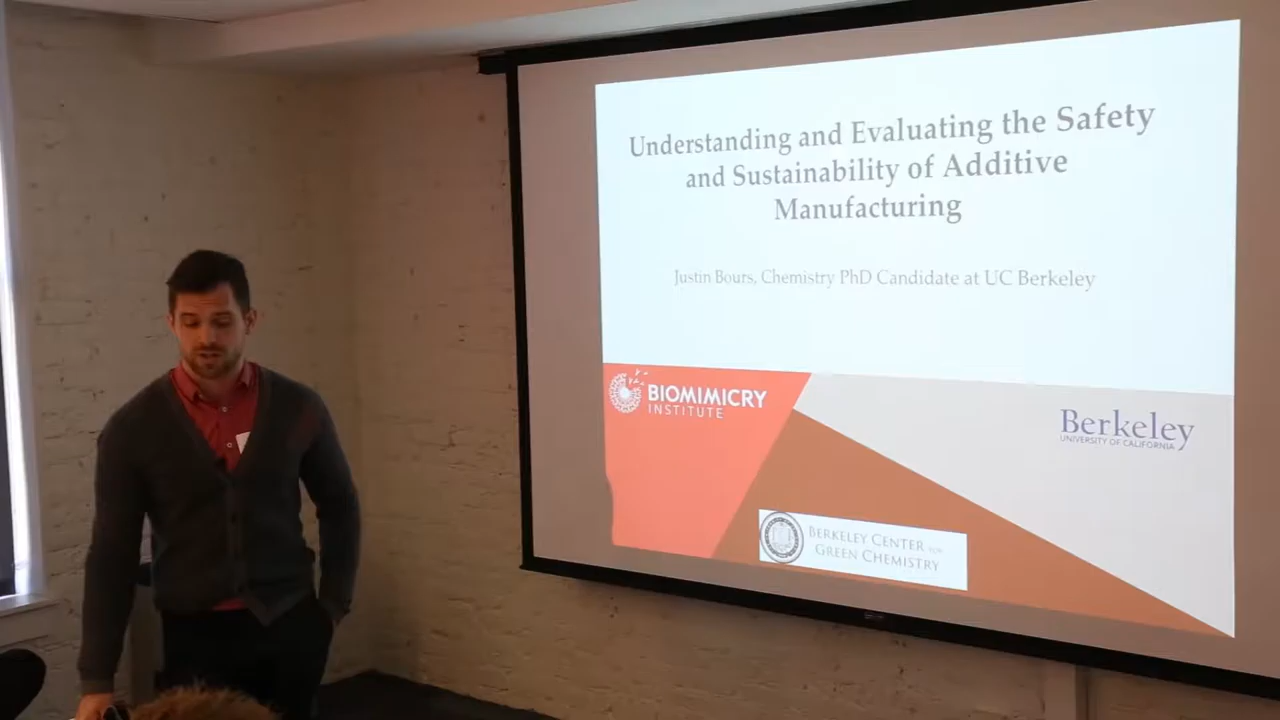 Understanding and Evaluating the Safety
and Sustainability of Additive
Manufacturing
Justin Bours, Chemistry PhD Candidate at UC Berkeley
BIOMIMICRY
INSTITUTE
Berkeley
UNIVERSITY OF CALIFORNIA
BERKELEY CENTER FOR
GREEN CHEMISTRY